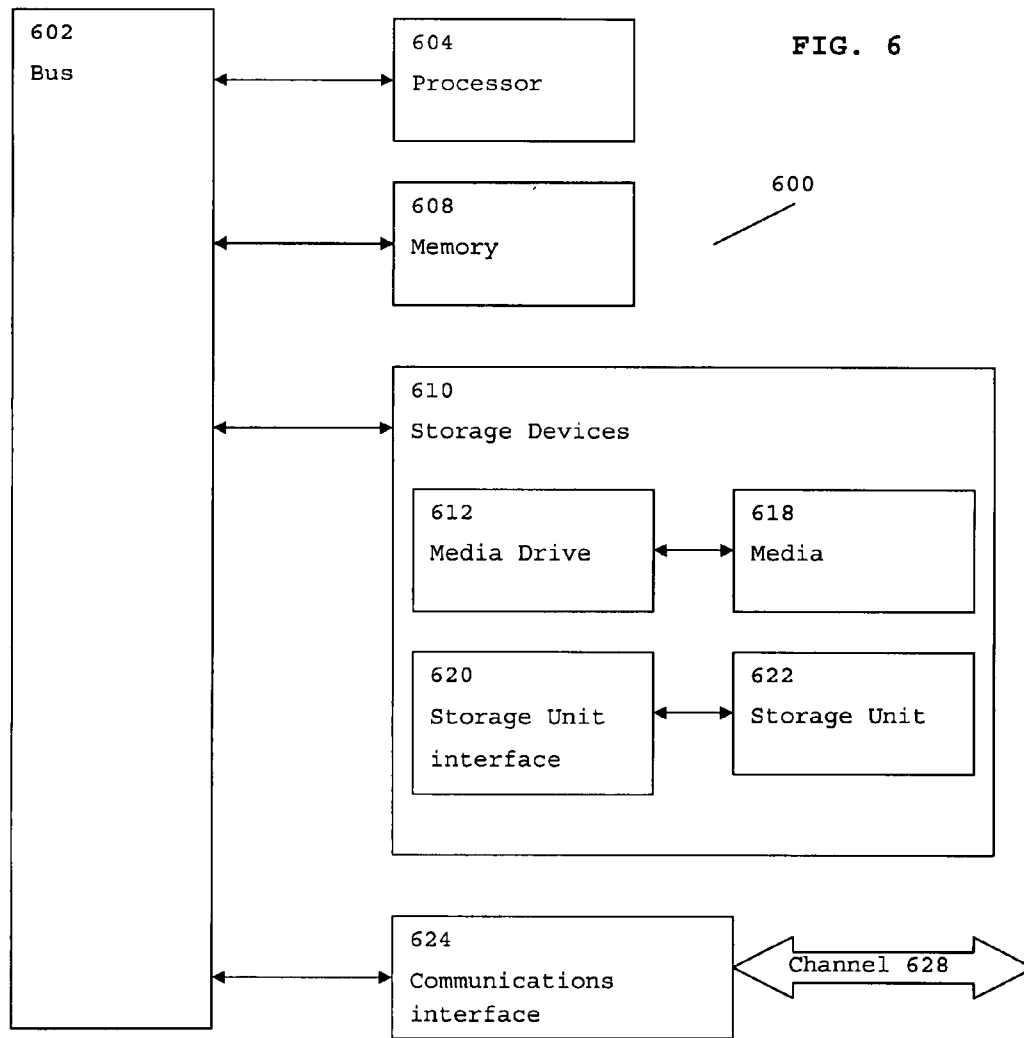 602
Bus
604
Processor
FIG. 6
608
Memory
600
610
Storage Devices
612
Media Drive
618
Media
620
Storage Unit
interface
622
Storage Unit
624
Communications
interface
Channel 628